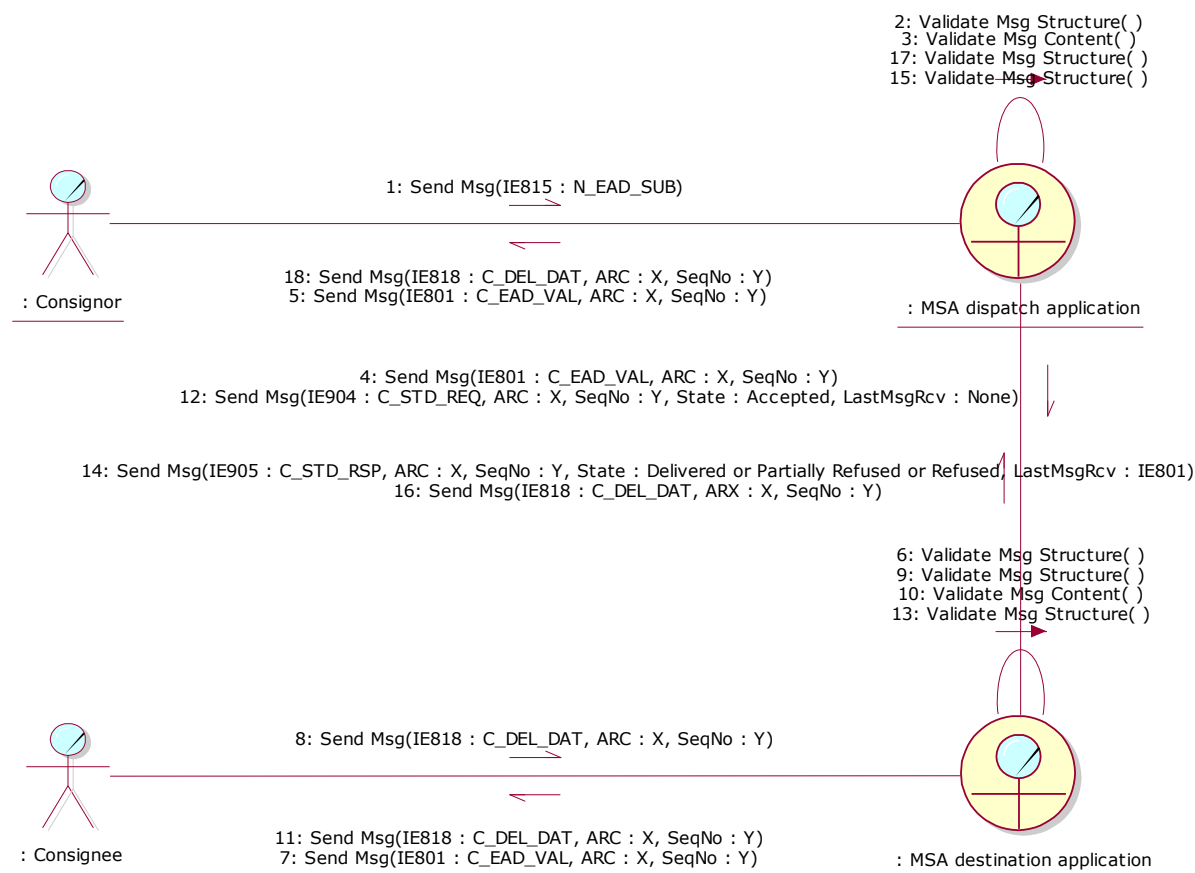 2: Validate Msg Structure( )
3: Validate Msg Content( )
17: Validate Msg Structure( )
15: Validate Msg Structure( )
1: Send Msg(IE815 : N_EAD_SUB)
18: Send Msg(IE818 : C_DEL_DAT, ARC : X, SeqNo : Y)
5: Send Msg(IE801 : C_EAD_VAL, ARC : X, SeqNo : Y)
: Consignor
: MSA dispatch application
4: Send Msg(IE801 : C_EAD_VAL, ARC : X, SeqNo : Y)
12: Send Msg(IE904 : C_STD_REQ, ARC : X, SeqNo : Y, State : Accepted, LastMsgRcv : None)
14: Send Msg(IE905 : C_STD_RSP, ARC : X, SeqNo : Y, State : Delivered or Partially Refused or Refused, LastMsgRcv : IE801)
16: Send Msg(IE818 : C_DEL_DAT, ARX : X, SeqNo : Y)
6: Validate Msg Structure( )
9: Validate Msg Structure( )
10: Validate Msg Content( )
13: Validate Msg Structure( )
8: Send Msg(IE818 : C_DEL_DAT, ARC : X, SeqNo : Y)
11: Send Msg(IE818 : C_DEL_DAT, ARC : X, SeqNo : Y)
7: Send Msg(IE801 : C_EAD_VAL, ARC : X, SeqNo : Y)
: Consignee
: MSA destination application